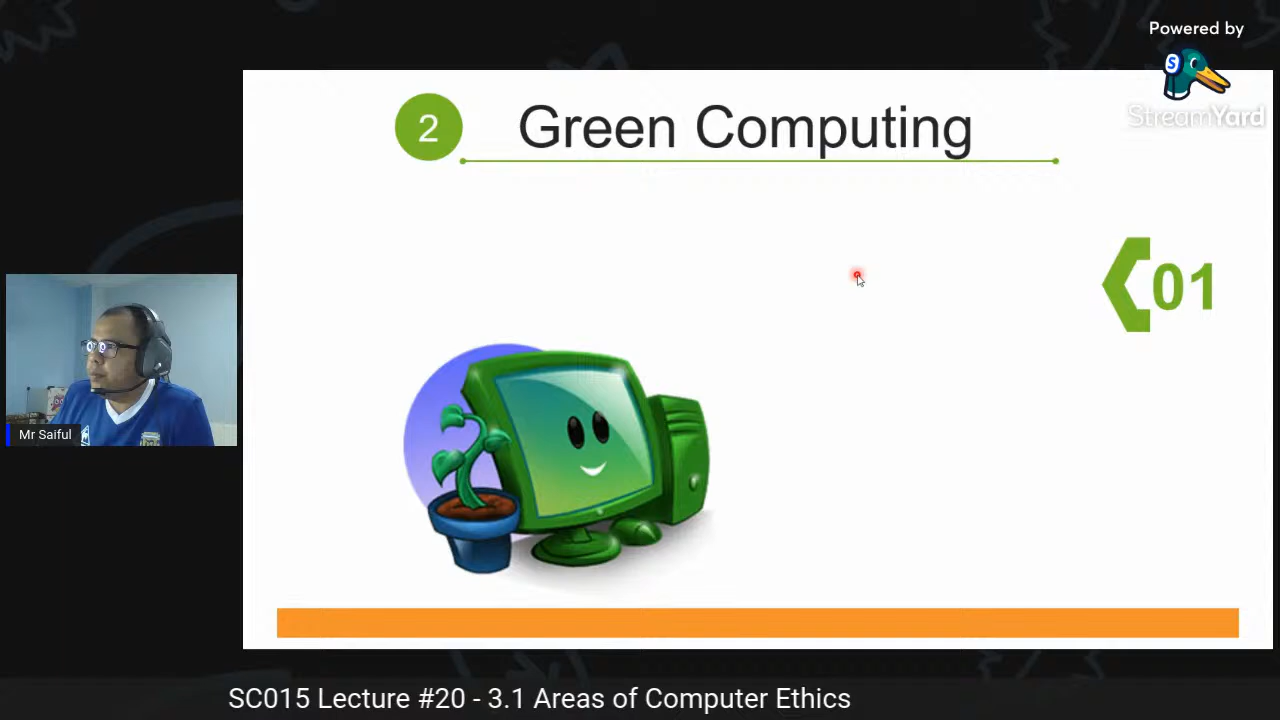 Powered by
StreamYard
2
Green Computing
01
Mr Saiful
SC015 Lecture #20 - 3.1 Areas of Computer Ethics